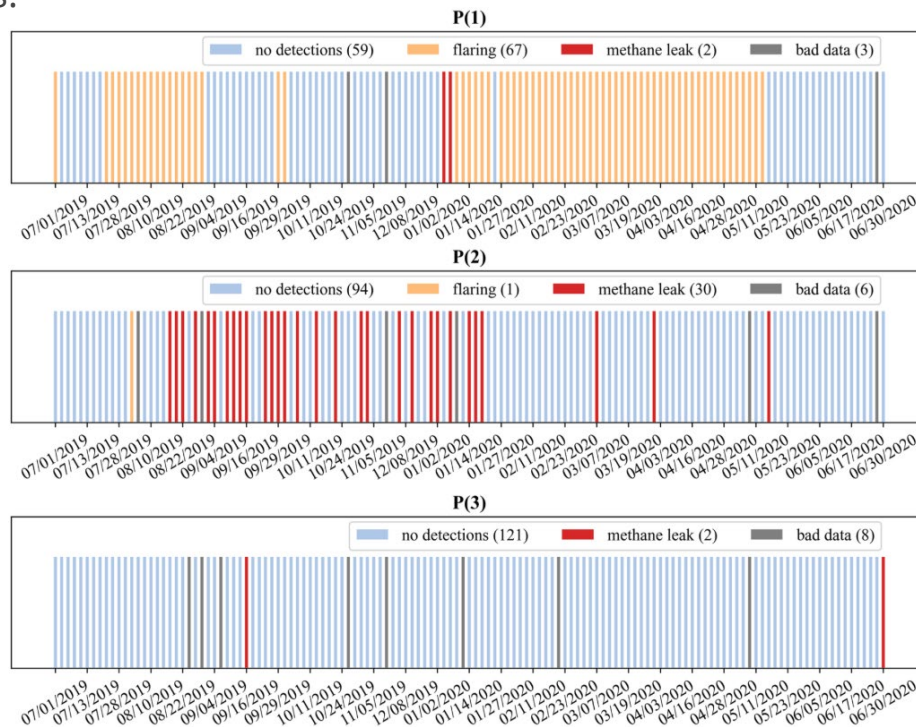 P(1)
no detections (59) flaring (67) methane leak (2) bad data (3)
07/01/2019 07/13/2019 07/28/2019 08/10/2019 08/22/2019 09/04/2019 09/16/2019 09/29/2019 10/11/2019 10/24/2019 11/05/2019 12/08/2019 01/02/2020 01/14/2020 01/27/2020 02/11/2020 02/23/2020 03/07/2020 03/19/2020 04/03/2020 04/16/2020 04/28/2020 05/11/2020 05/23/2020 06/05/2020 06/17/2020 06/30/2020
P(2)
no detections (94) flaring (1) methane leak (30) bad data (6)
07/01/2019 07/13/2019 07/28/2019 08/10/2019 08/22/2019 09/04/2019 09/16/2019 09/29/2019 10/11/2019 10/24/2019 11/05/2019 12/08/2019 01/02/2020 01/14/2020 01/27/2020 02/11/2020 02/23/2020 03/07/2020 03/19/2020 04/03/2020 04/16/2020 04/28/2020 05/11/2020 05/23/2020 06/05/2020 06/17/2020 06/30/2020
P(3)
no detections (121) methane leak (2) bad data (8)
07/01/2019 07/13/2019 07/28/2019 08/10/2019 08/22/2019 09/04/2019 09/16/2019 09/29/2019 10/11/2019 10/24/2019 11/05/2019 12/08/2019 01/02/2020 01/14/2020 01/27/2020 02/11/2020 02/23/2020 03/07/2020 03/19/2020 04/03/2020 04/16/2020 04/28/2020 05/11/2020 05/23/2020 06/05/2020 06/17/2020 06/30/2020